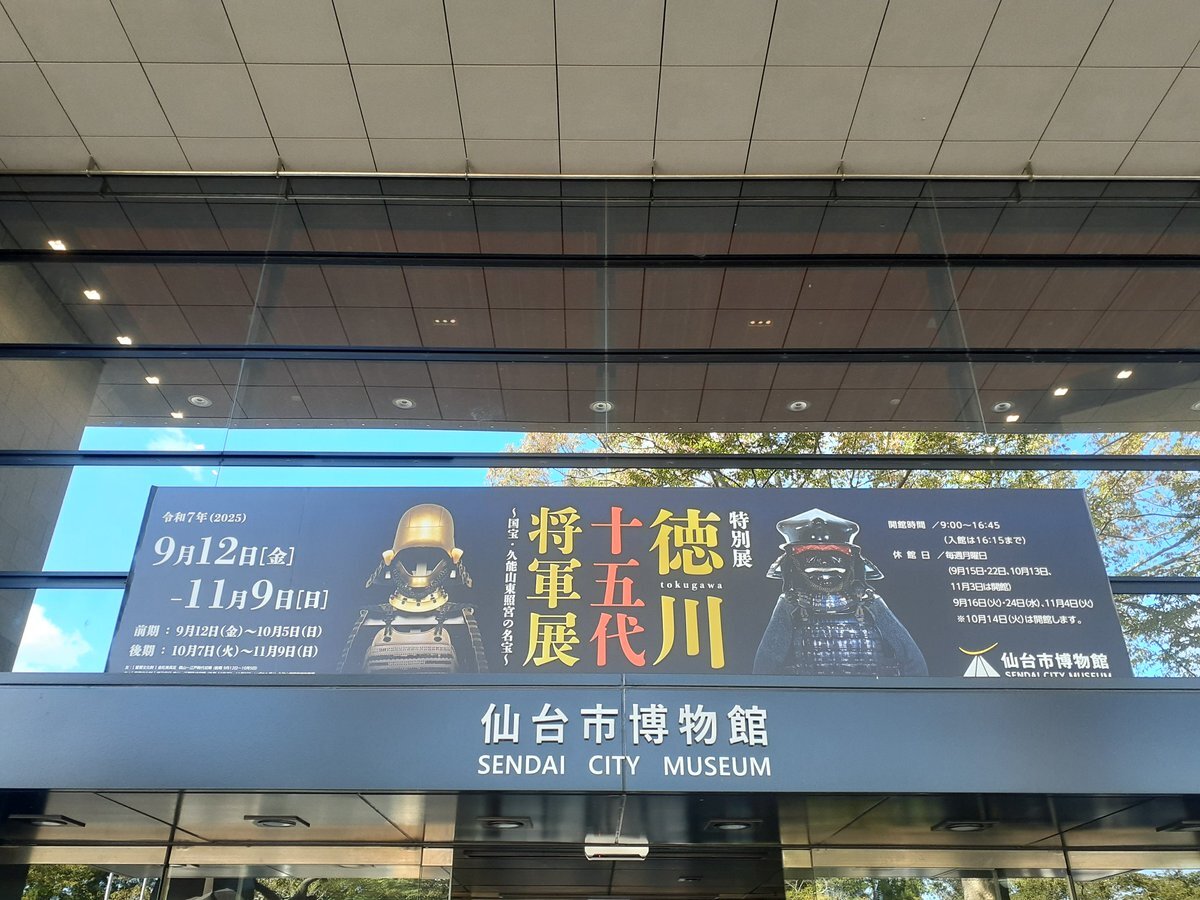 令和7年(2025)
9月12日[金]
–11月9日[日]
前期：9月12日(金)～10月5日(日)
後期：10月7日(火)～11月9日(日)
特別展
徳川
tokugawa
十五代
将軍展
～国宝・久能山東照宮の名宝～
開館時間／9:00～16:45
(入館は16:15まで)
休館日／毎週月曜日
(9月15日・22日、10月13日、
11月3日は開館)
9月16日(火)・24日(水)、11月4日(火)
※10月14日(火)は開館します。
仙台市博物館
SENDAI CITY MUSEUM
仙台市博物館
SENDAI CITY MUSEUM